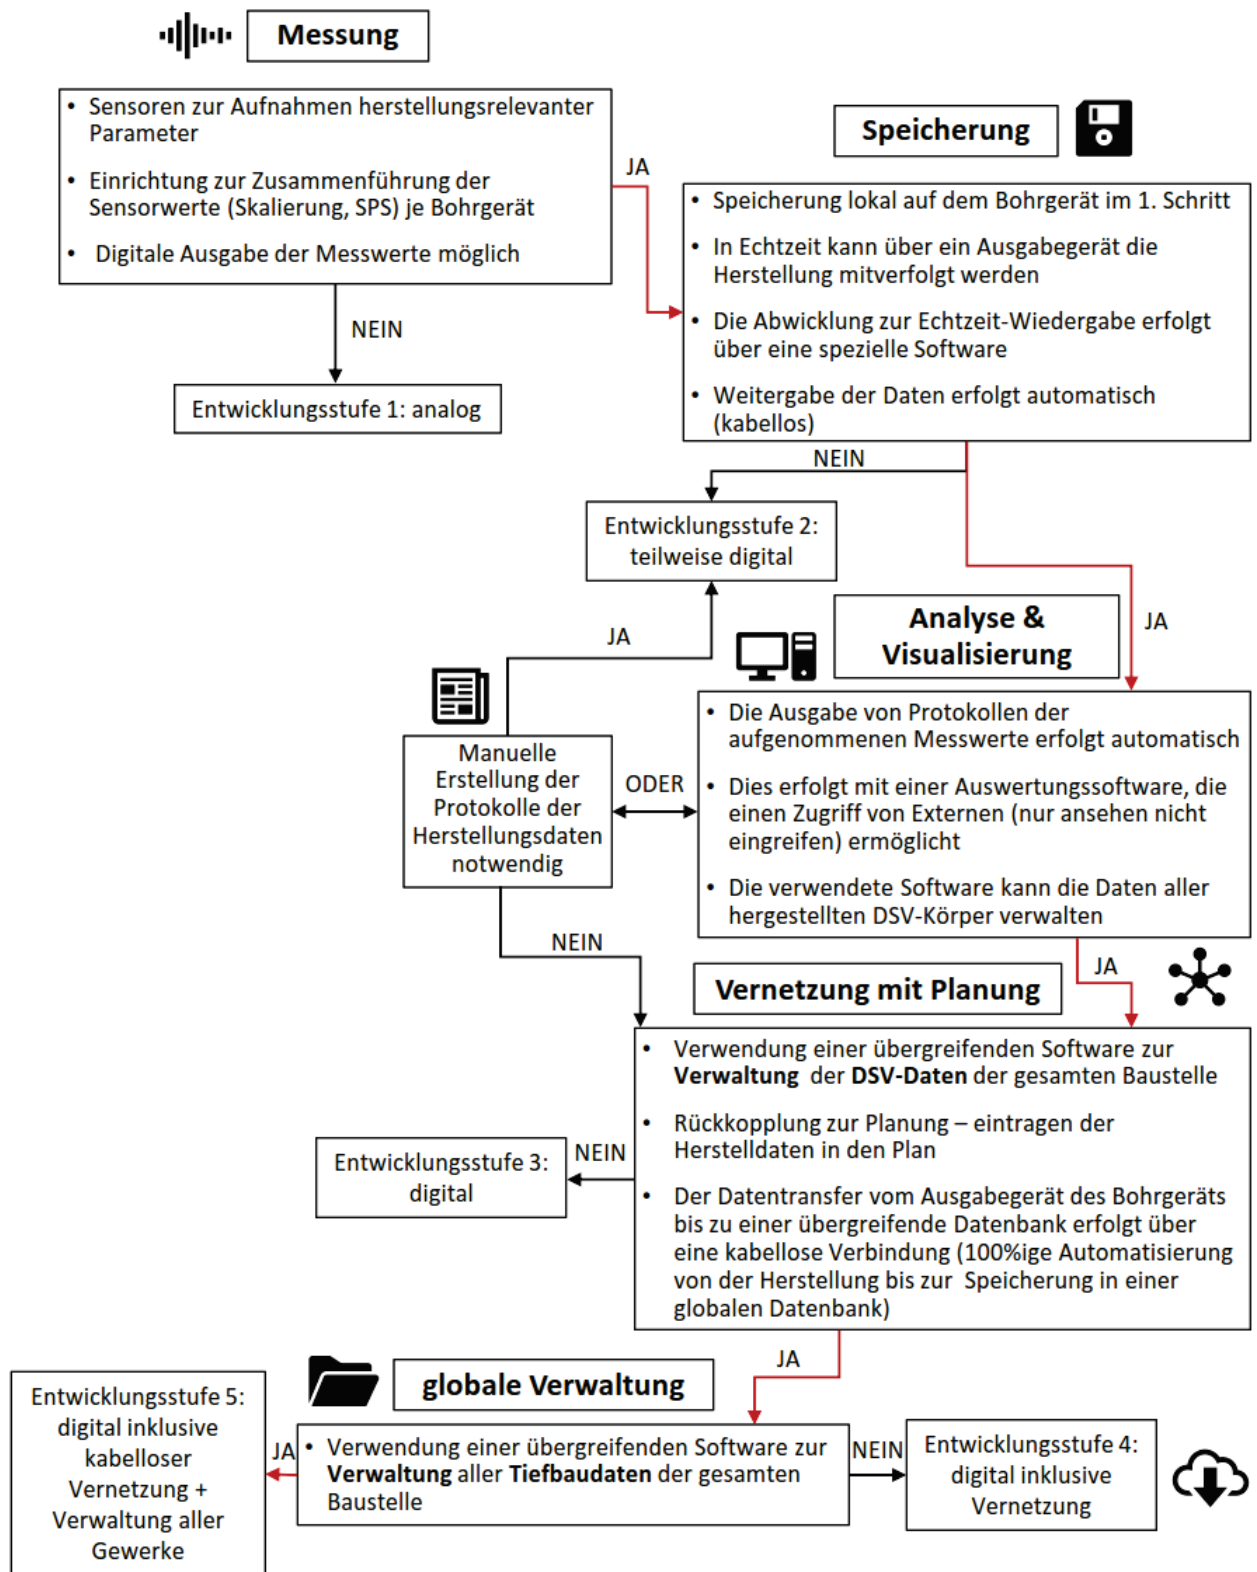 Messung
• Sensoren zur Aufnahmen herstellungsrelevanter
Parameter
• Einrichtung zur Zusammenführung der
Sensorwerte (Skalierung, SPS) je Bohrgerät
• Digitale Ausgabe der Messwerte möglich
JA
NEIN
Entwicklungsstufe 1: analog
Speicherung
• Speicherung lokal auf dem Bohrgerät im 1. Schritt
• In Echtzeit kann über ein Ausgabegerät die
Herstellung mitverfolgt werden
• Die Abwicklung zur Echtzeit-Wiedergabe erfolgt
über eine spezielle Software
• Weitergabe der Daten erfolgt automatisch
(kabellos)
NEIN
Entwicklungsstufe 2:
teilweise digital
JA
JA
Analyse &
Visualisierung
• Die Ausgabe von Protokollen der
aufgenommenen Messwerte erfolgt automatisch
• Dies erfolgt mit einer Auswertungssoftware, die
einen Zugriff von Externen (nur ansehen nicht
eingreifen) ermöglicht
• Die verwendete Software kann die Daten aller
hergestellten DSV-Körper verwalten
ODER
Manuelle
Erstellung der
Protokolle der
Herstellungsdaten
notwendig
NEIN
JA
Vernetzung mit Planung
• Verwendung einer übergreifenden Software zur
Verwaltung der DSV-Daten der gesamten Baustelle
• Rückkopplung zur Planung – eintragen der
Herstelldaten in den Plan
• Der Datentransfer vom Ausgabegerät des Bohrgeräts
bis zu einer übergreifende Datenbank erfolgt über
eine kabellose Verbindung (100%ige Automatisierung
von der Herstellung bis zur Speicherung in einer
globalen Datenbank)
NEIN
Entwicklungsstufe 3:
digital
JA
globale Verwaltung
• Verwendung einer übergreifenden Software zur
Verwaltung aller Tiefbaudaten der gesamten
Baustelle
JA
Entwicklungsstufe 5:
digital inklusive
kabelloser
Vernetzung +
Verwaltung aller
Gewerke
NEIN
Entwicklungsstufe 4:
digital inklusive
Vernetzung